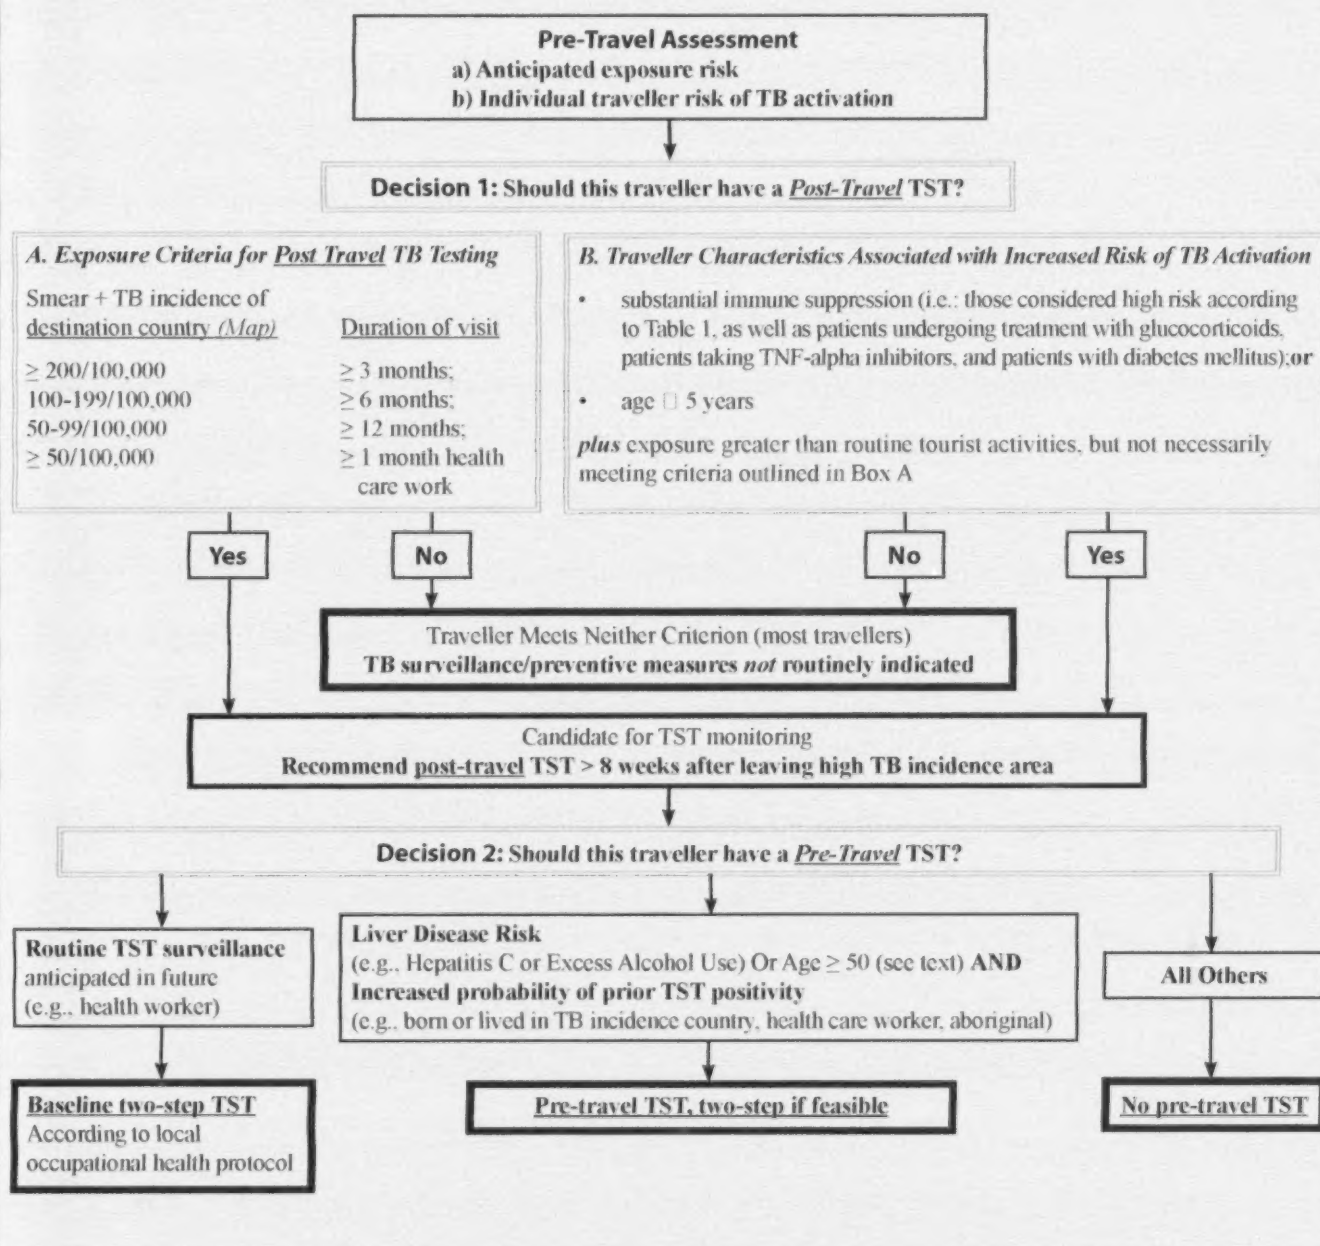 Pre-Travel Assessment
a) Anticipated exposure risk
b) Individual traveller risk of TB activation
Decision 1: Should this traveller have a Post-Travel TST?
A. Exposure Criteria for Post Travel TB Testing
Smear + TB incidence of
destination country (Map) Duration of visit
≥ 200/100,000 ≥ 3 months;
100-199/100,000 ≥ 6 months;
50-99/100,000 ≥ 12 months;
≥ 50/100,000 ≥ 1 month health
care work
B. Traveller Characteristics Associated with Increased Risk of TB Activation
• substantial immune suppression (i.e.: those considered high risk according
to Table 1, as well as patients undergoing treatment with glucocorticoids,
patients taking TNF-alpha inhibitors, and patients with diabetes mellitus);or
• age □ 5 years
plus exposure greater than routine tourist activities, but not necessarily
meeting criteria outlined in Box A
Yes
No
No
Yes
Traveller Meets Neither Criterion (most travellers)
TB surveillance/preventive measures not routinely indicated
Candidate for TST monitoring
Recommend post-travel TST > 8 weeks after leaving high TB incidence area
Decision 2: Should this traveller have a Pre-Travel TST?
Routine TST surveillance
anticipated in future
(e.g., health worker)
Liver Disease Risk
(e.g., Hepatitis C or Excess Alcohol Use) Or Age ≥ 50 (see text) AND
Increased probability of prior TST positivity
(e.g., born or lived in TB incidence country, health care worker, aboriginal)
All Others
Baseline two-step TST
According to local
occupational health protocol
Pre-travel TST, two-step if feasible
No pre-travel TST